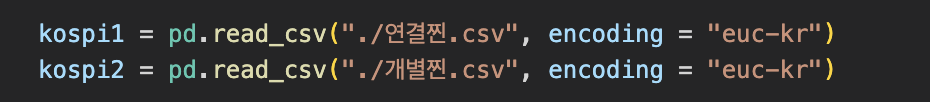 kospi1 = pd.read_csv("./연결찐.csv", encoding = "euc-kr")
kospi2 = pd.read_csv("./개별찐.csv", encoding = "euc-kr")